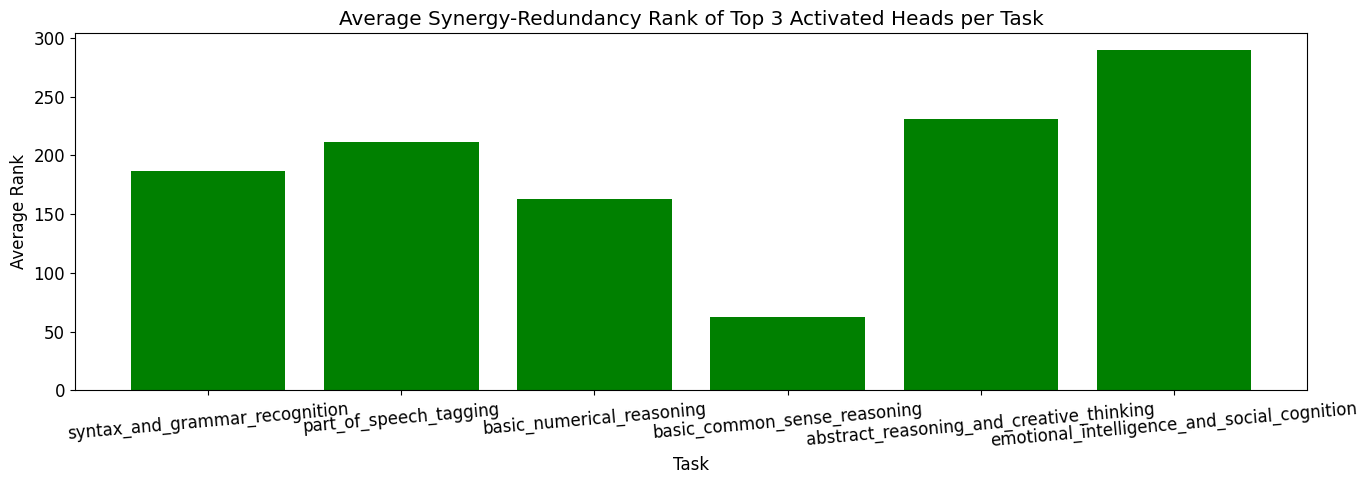 Average Synergy-Redundancy Rank of Top 3 Activated Heads per Task
Average Rank
300
250
200
150
100
50
0
syntax_and_grammar_recognition
part_of_speech_tagging
basic_numerical_reasoning
basic_common_sense_reasoning
abstract_reasoning_and_creative_thinking
emotional_intelligence_and_social_cognition
Task